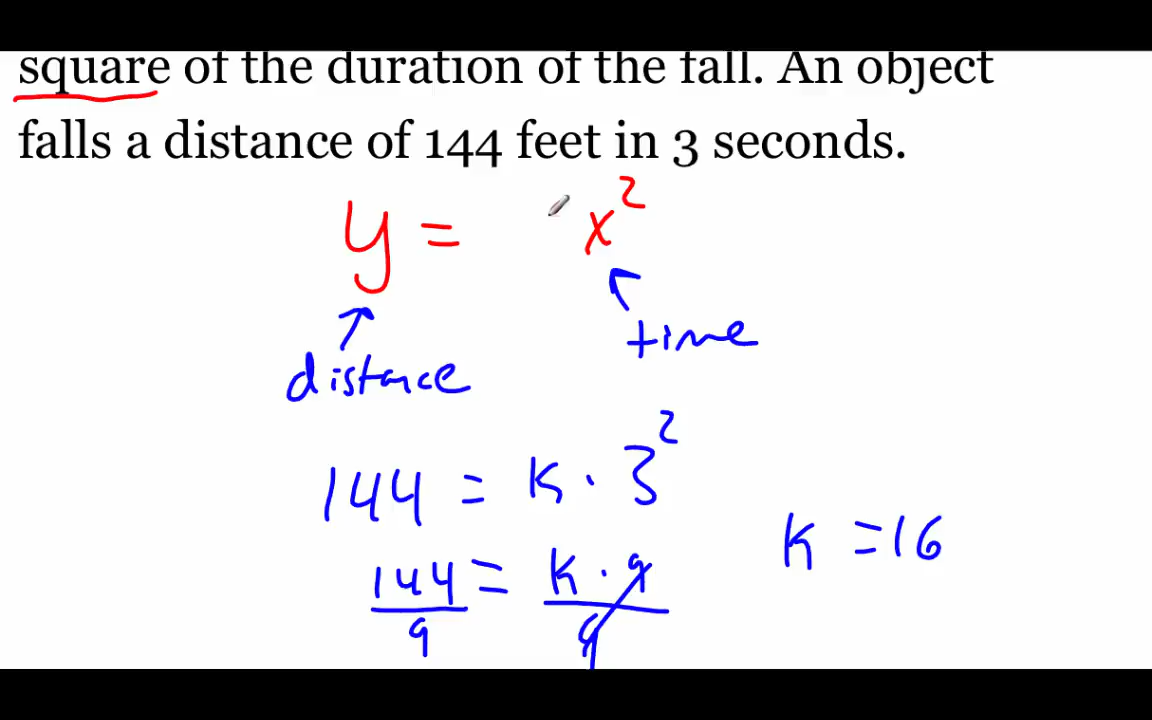 square of the duration of the fall. An object
falls a distance of 144 feet in 3 seconds.
y = x²
time
distance
144 = k · 3²
k = 16
144 = k · 9
9 9